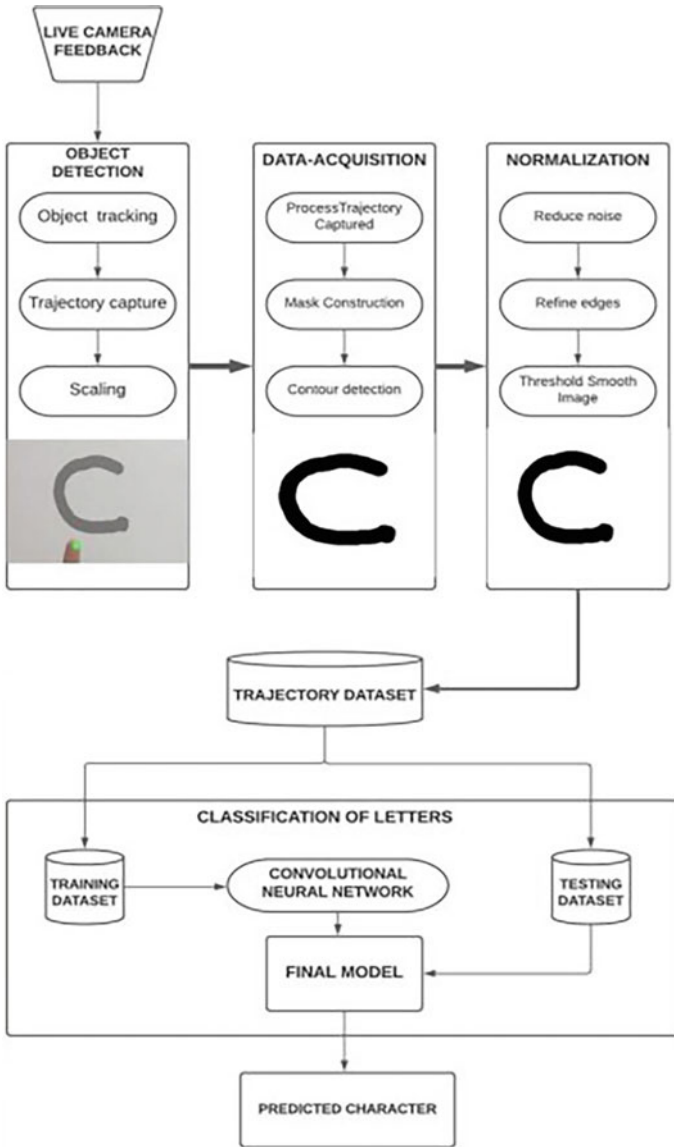 LIVE CAMERA
FEEDBACK
OBJECT
DETECTION
Object tracking
Trajectory capture
Scaling
DATA-ACQUISITION
ProcessTrajectory
Captured
Mask Construction
Contour detection
NORMALIZATION
Reduce noise
Refine edges
Threshold Smooth
Image
C
C
C
TRAJECTORY DATASET
CLASSIFICATION OF LETTERS
TRAINING
DATASET
CONVOLUTIONAL
NEURAL NETWORK
TESTING
DATASET
FINAL MODEL
PREDICTED CHARACTER